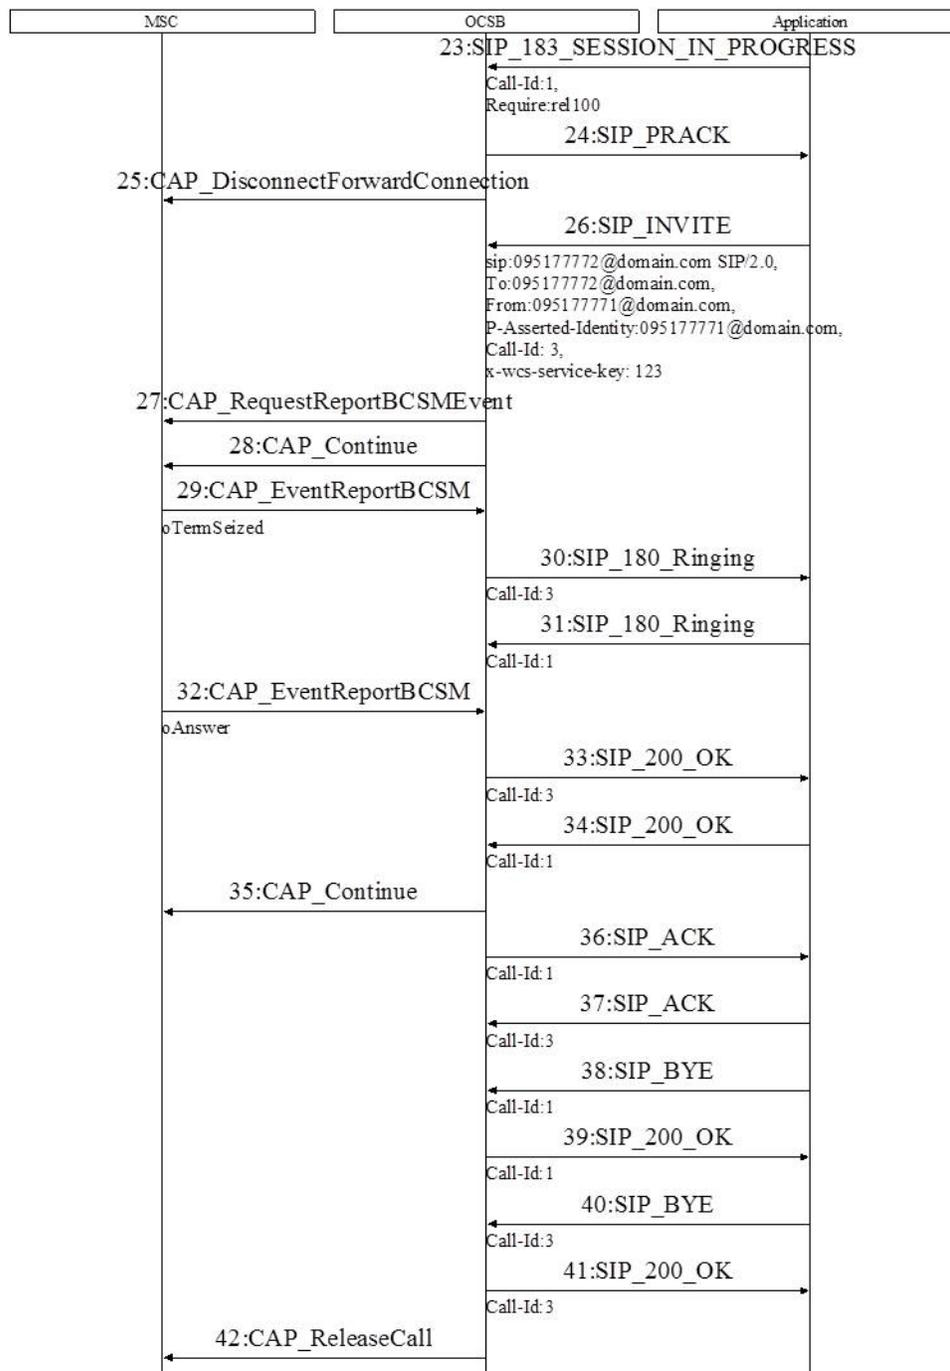 MSC
OCSB
Application
23:SIP_183_SESSION_IN_PROGRESS
Call-Id:1,
Require:rel100
24:SIP_PRACK
25:CAP_DisconnectForwardConnection
26:SIP_INVITE
sip:095177772@domain.com SIP/2.0,
To:095177772@domain.com,
From:095177771@domain.com,
P-Asserted-Identity:095177771@domain.com,
Call-Id: 3,
x-wcs-service-key: 123
27:CAP_RequestReportBCSMEvent
28:CAP_Continue
29:CAP_EventReportBCSM
oTermSeized
30:SIP_180_Ringing
Call-Id:3
31:SIP_180_Ringing
Call-Id:1
32:CAP_EventReportBCSM
oAnswer
33:SIP_200_OK
Call-Id:3
34:SIP_200_OK
Call-Id:1
35:CAP_Continue
36:SIP_ACK
Call-Id:1
37:SIP_ACK
Call-Id:3
38:SIP_BYE
Call-Id:1
39:SIP_200_OK
Call-Id:1
40:SIP_BYE
Call-Id:3
41:SIP_200_OK
Call-Id:3
42:CAP_ReleaseCall